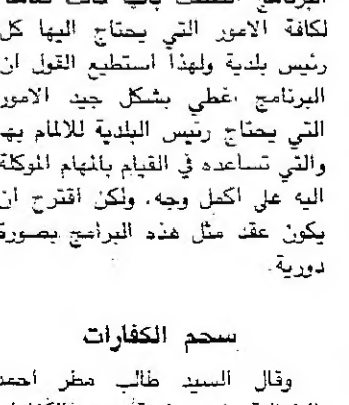 لكافة الامور التي يحتاج اليها كل
رئيس بلدية ولهذا استطيع القول ان
البرنامج غطي بشكل جيد الامور
التي يحتاج رئيس البلدية للالمام بها
والتي تساعده في القيام بالمهام الموكلة
اليه على اكمل وجه. ولكن اقترح ان
يكون عقد مثل هذه البرامج بصورة
دورية.
سحم الكفارات
وقال السيد طالب مطر احمد